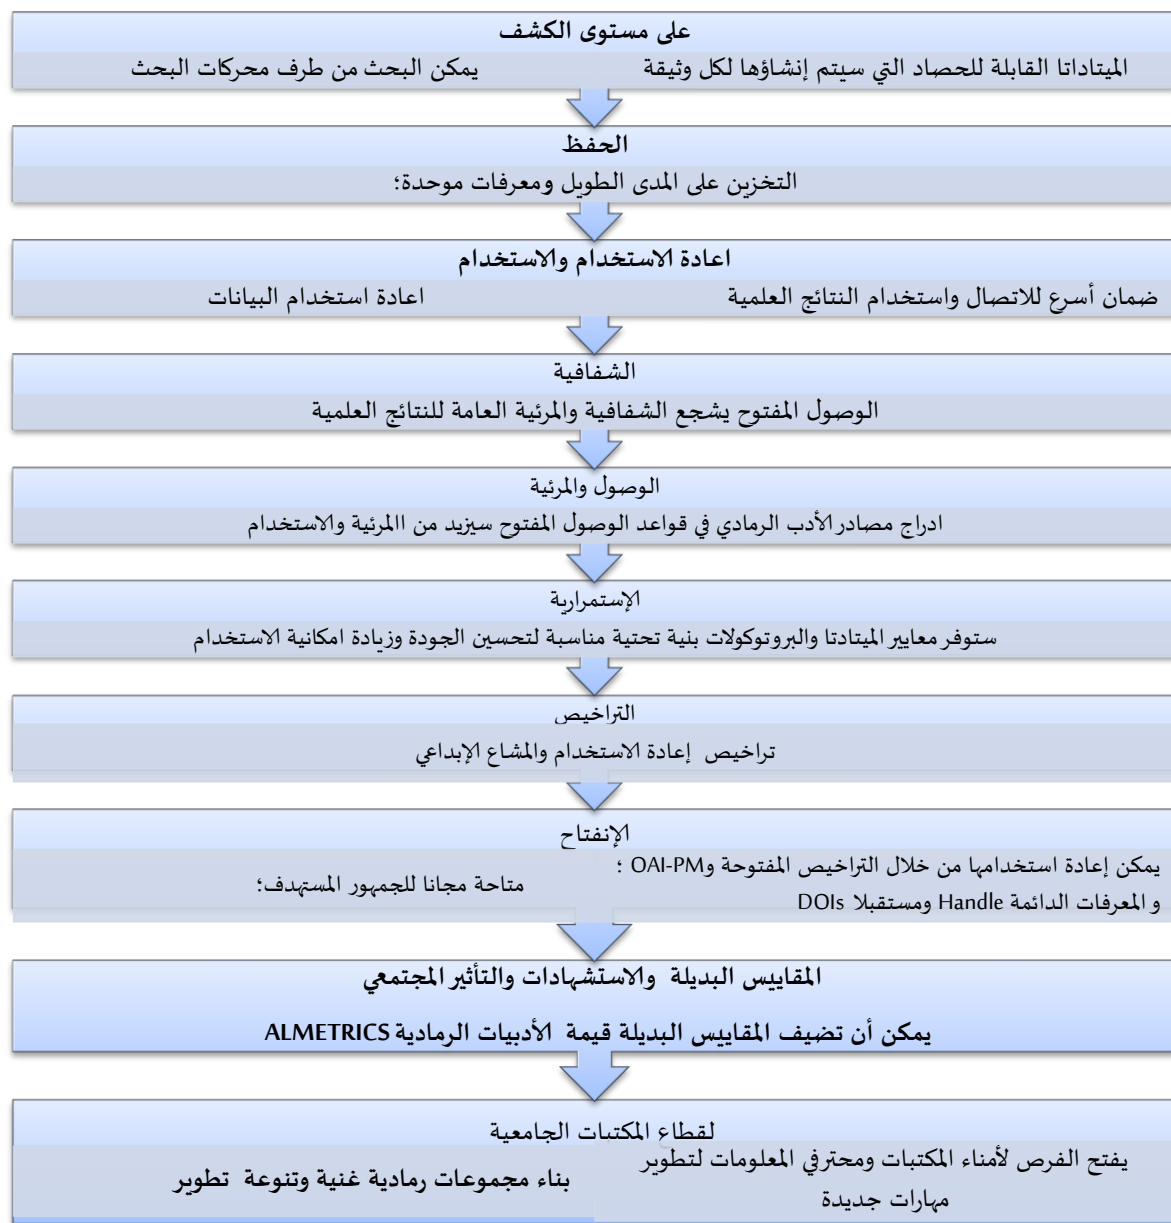 على مستوى الكشف
الميتاداتا القابلة للحصاد التي سيتم إنشاؤها لكل وثيقة
يمكن البحث من طرف محركات البحث
الحفظ
التخزين على المدى الطويل ومعرفات موحدة؛
اعادة الاستخدام والاستخدام
ضمان أسرع للاتصال واستخدام النتائج العلمية
اعادة استخدام البيانات
الشفافية
الوصول المفتوح يشجع الشفافية والمرئية العامة للنتائج العلمية
الوصول والمرئية
ادراج مصادر الأدب الرمادي في قواعد الوصول المفتوح سيزيد من االمرئية والاستخدام
الإستمرارية
ستوفر معايير الميتادتا والبروتوكولات بنية تحتية مناسبة لتحسين الجودة وزيادة امكانية الاستخدام
التراخيص
تراخيص إعادة الاستخدام والمشاع الإبداعي
الإنفتاح
يمكن إعادة استخدامها من خلال التراخيص المفتوحة وOAI-PM ؛
و المعرفات الدائمة Handle ومستقبلا DOIs
متاحة مجانا للجمهور المستهدف؛
المقاييس البديلة والاستشهادات والتأثير المجتمعي
يمكن أن تضيف المقاييس البديلة قيمة الأدبيات الرمادية ALMETRICS
لقطاع المكتبات الجامعية
يفتح الفرص لأمناء المكتبات ومحترفي المعلومات لتطوير
مهارات جديدة
بناء مجموعات رمادية غنية وتنوعة تطوير